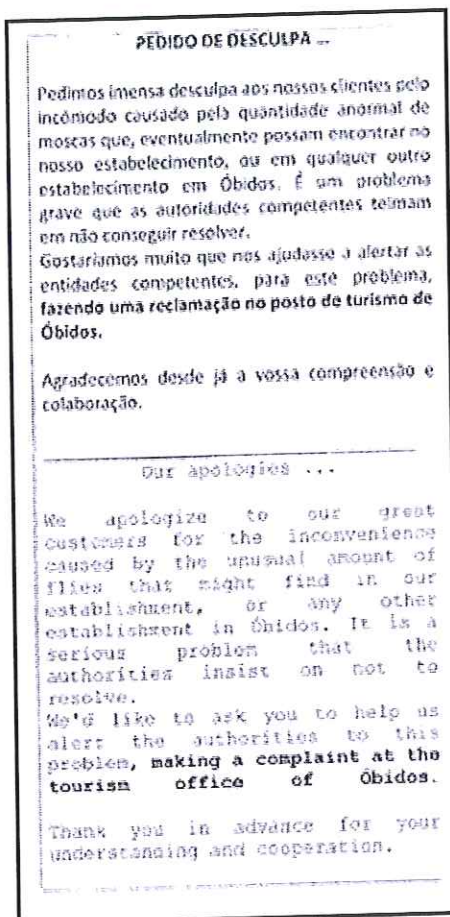 PEDIDO DE DESCULPA ...
Pedimos imensa desculpa aos nossos clientes pelo
incómodo causado pela quantidade anormal de
moscas que, eventualmente possam encontrar no
nosso estabelecimento, ou em qualquer outro
estabelecimento em Óbidos. É um problema
grave que as autoridades competentes teimam
em não conseguir resolver.
Gostaríamos muito que nos ajudasse a alertar as
entidades competentes, para este problema,
fazendo uma reclamação no posto de turismo de
Óbidos.
Agradecemos desde já a vossa compreensão e
colaboração.
Our apologies ...
We apologize to our great
customers for the inconvenience
caused by the unusual amount of
flies that might find in our
establishment, or any other
establishment in Óbidos. It is a
serious problem that the
authorities insist on not to
resolve.
We'd like to ask you to help us
alert the authorities to this
problem, making a complaint at the
tourism office of Óbidos.
Thank you in advance for your
understanding and cooperation.